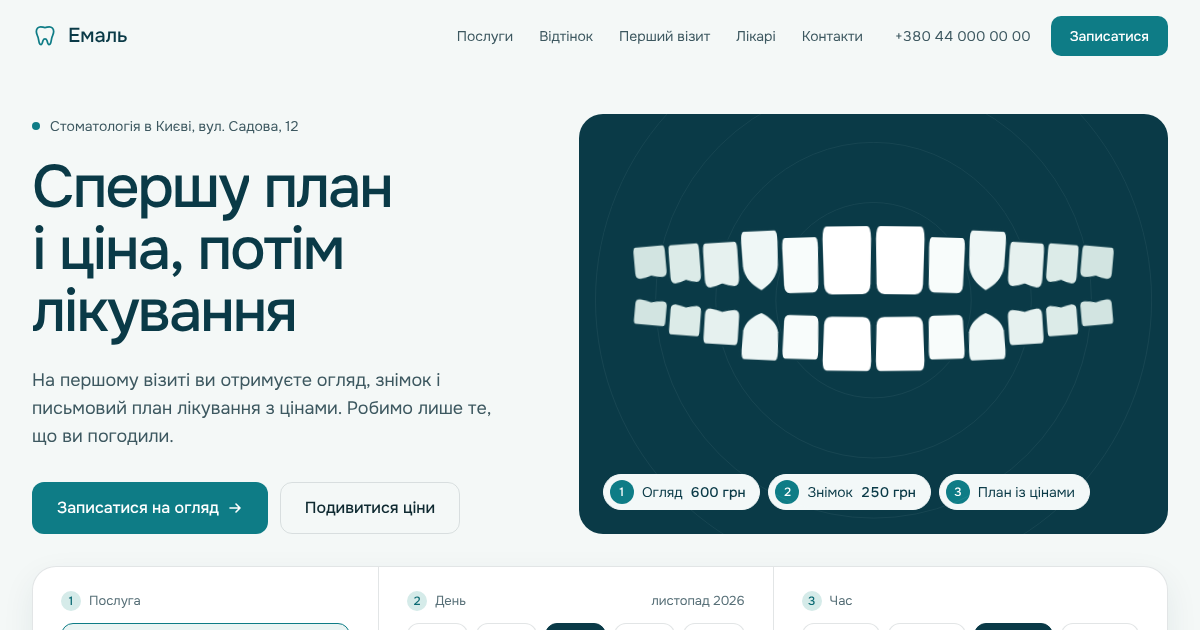 Емаль
Послуги Відтінок Перший візит Лікарі Контакти +380 44 000 00 00 Записатися
Стоматологія в Києві, вул. Садова, 12
Спершу план
і ціна, потім
лікування
На першому візиті ви отримуєте огляд, знімок і
письмовий план лікування з цінами. Робимо лише те,
що ви погодили.
Записатися на огляд → Подивитися ціни
1 Огляд 600 грн 2 Знімок 250 грн 3 План із цінами
1 Послуга 2 День листопад 2026 3 Час